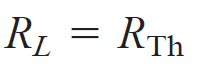 R_L = R_Th